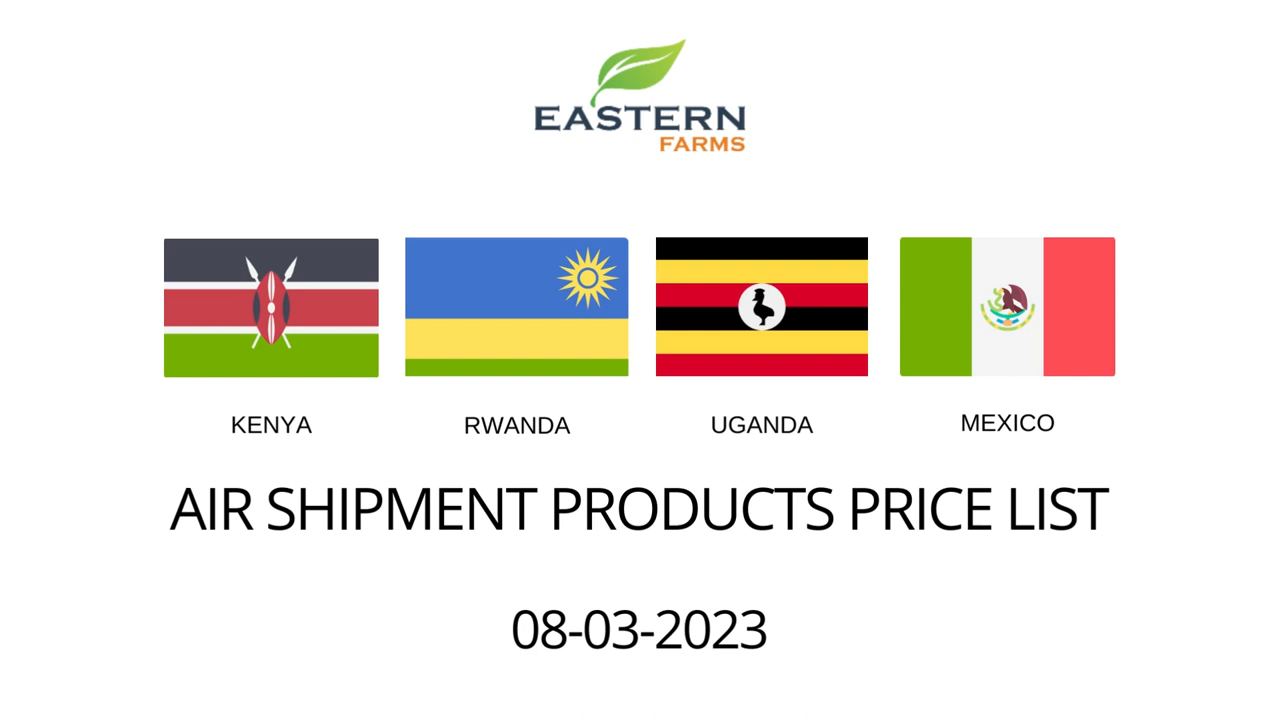 EASTERN
FARMS
KENYA
RWANDA
UGANDA
MEXICO
AIR SHIPMENT PRODUCTS PRICE LIST
08-03-2023